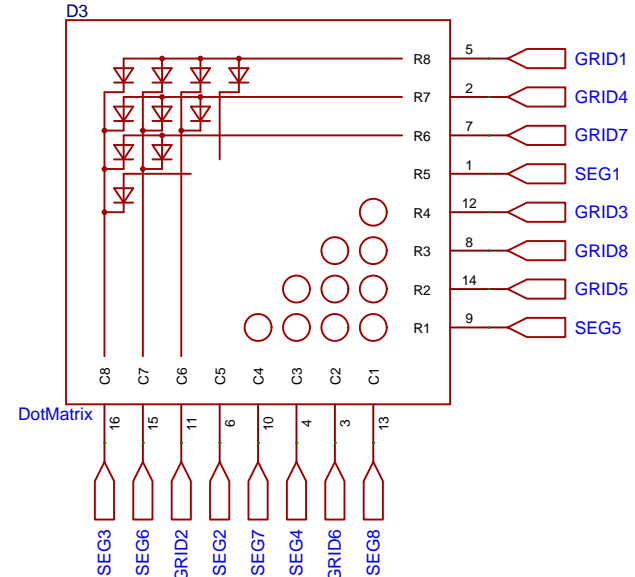 D3
R8 5 GRID1
R7 2 GRID4
R6 7 GRID7
R5 1 SEG1
R4 12 GRID3
R3 8 GRID8
R2 14 GRID5
R1 9 SEG5
C8 C7 C6 C5 C4 C3 C2 C1
DotMatrix
16 15 11 6 10 4 3 13
SEG3 SEG6 GRID2 SEG2 SEG7 SEG4 GRID6 SEG8